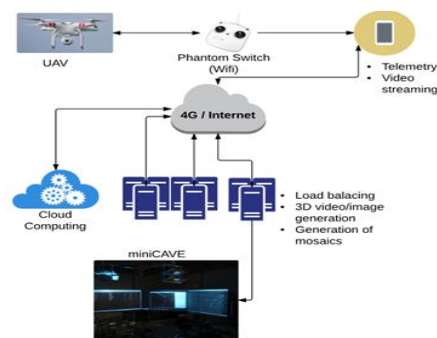 UAV
Phantom Switch
(Wifi)
• Telemetry
• Video
streaming
4G / Internet
Cloud
Computing
• Load balacing
• 3D video/image
generation
• Generation of
mosaics
miniCAVE